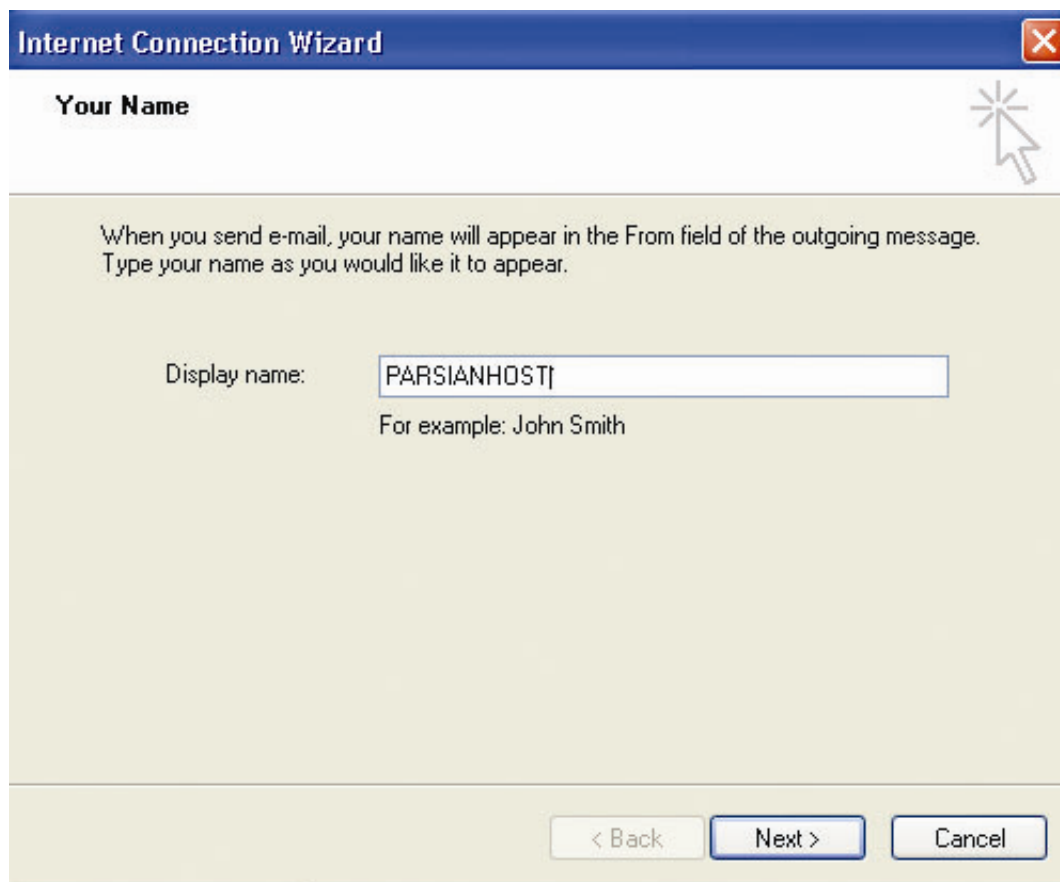 Internet Connection Wizard
Your Name
When you send e-mail, your name will appear in the From field of the outgoing message.
Type your name as you would like it to appear.
Display name: PARSIANHOST
For example: John Smith
< Back Next > Cancel